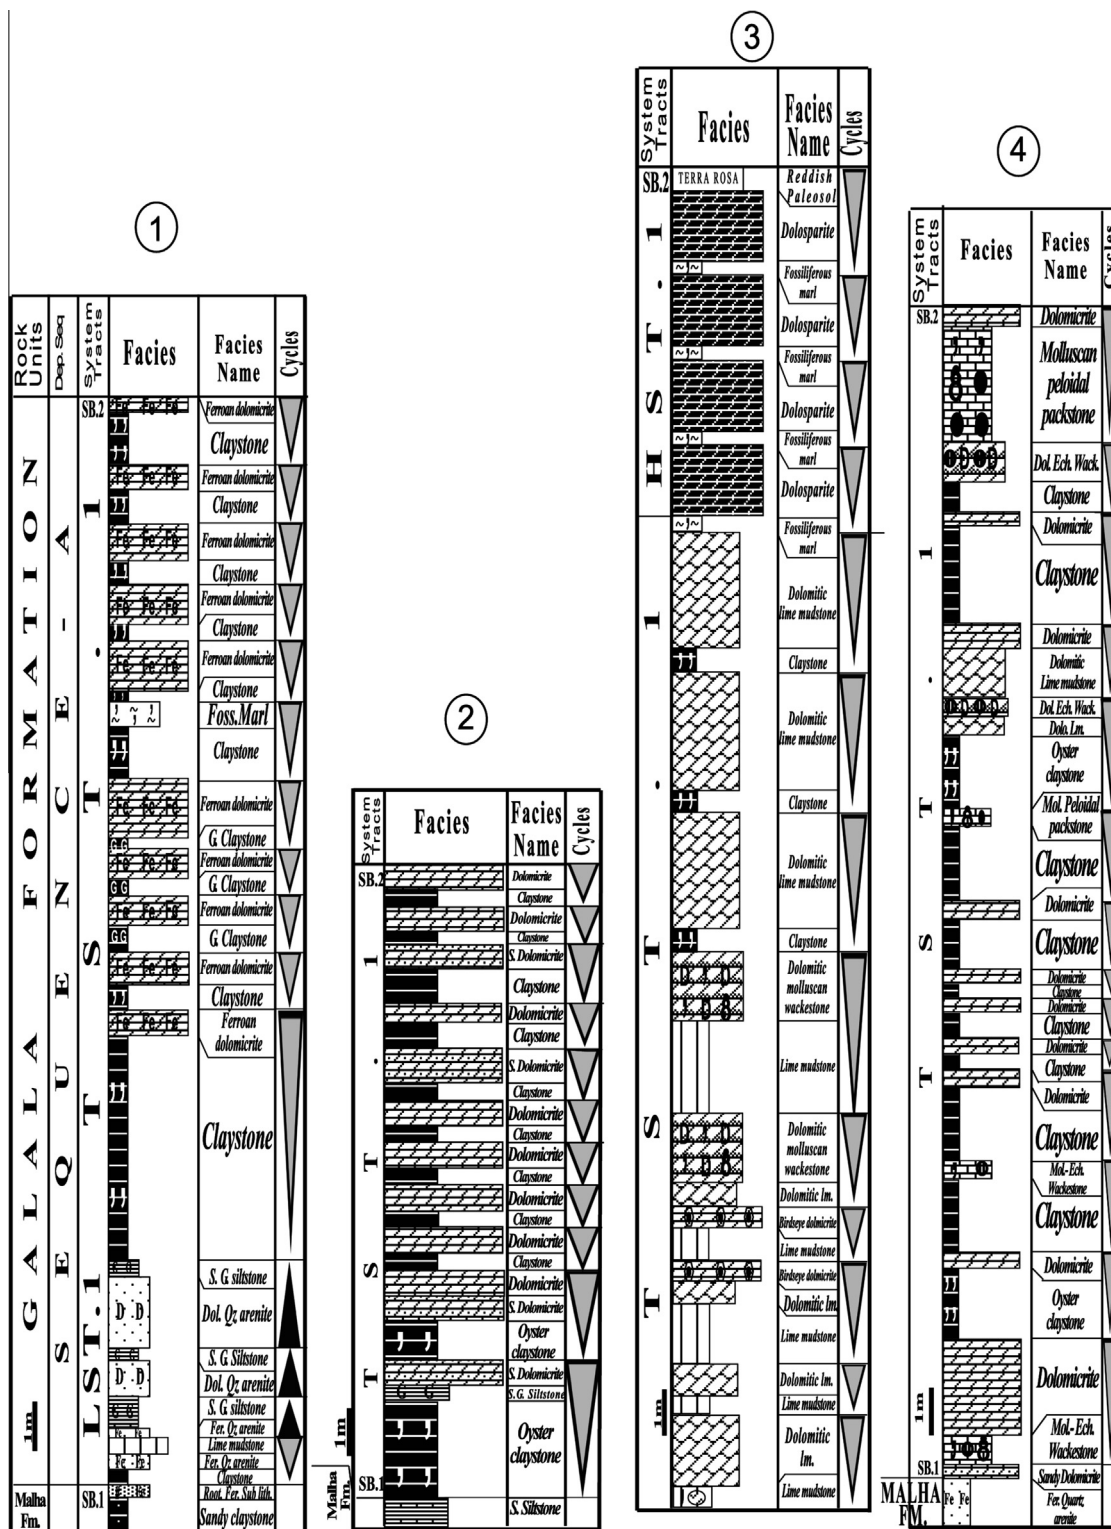 1
Rock Units
Dep. Seq
System Tracts
Facies
Facies Name
Cycles
GALALA FORMATION
SEQUENCE - A
TST.1
LST.1
SB.2
Ferroan dolomicrite
Claystone
Ferroan dolomicrite
Claystone
Ferroan dolomicrite
Claystone
Ferroan dolomicrite
Claystone
Ferroan dolomicrite
Claystone
Foss.Marl
Claystone
Ferroan dolomicrite
G. Claystone
Ferroan dolomicrite
G. Claystone
Ferroan dolomicrite
G. Claystone
Ferroan dolomicrite
Claystone
Ferroan
dolomicrite
Claystone
S. G. siltstone
Dol. Qz arenite
S. G. Siltstone
Dol. Qz arenite
S. G. siltstone
Fer. Qz arenite
Lime mudstone
Fer. Qz arenite
Claystone
Root. Fer. Sub lith.
Sandy claystone
1m
Malha
Fm.
SB.1
2
System Tracts
Facies
Facies Name
Cycles
TST.1
SB.2
Dolomicrite
Claystone
Dolomicrite
Claystone
S. Dolomicrite
Claystone
Dolomicrite
Claystone
S. Dolomicrite
Claystone
Dolomicrite
Claystone
Dolomicrite
Claystone
Dolomicrite
Claystone
Dolomicrite
Claystone
Dolomicrite
S. Dolomicrite
Oyster
claystone
S. Dolomicrite
S.G. Siltstone
Oyster
claystone
S. Siltstone
1m
SB.1
Malha Fm.
3
System Tracts
Facies
Facies Name
Cycles
HST.1
TST.1
SB.2
TERRA ROSA
Reddish
Paleosol
Dolosparite
Fossiliferous
marl
Dolosparite
Fossiliferous
marl
Dolosparite
Fossiliferous
marl
Dolosparite
Fossiliferous
marl
Dolomitic
lime mudstone
Claystone
Dolomitic
lime mudstone
Claystone
Dolomitic
lime mudstone
Claystone
Dolomitic
molluscan
wackestone
Lime mudstone
Dolomitic
molluscan
wackestone
Dolomitic lm.
Birdseye dolmicrite
Lime mudstone
Birdseye dolmicrite
Dolomitic lm.
Lime mudstone
Dolomitic lm.
Lime mudstone
Dolomitic
lm.
Lime mudstone
1m
4
System Tracts
Facies
Facies Name
Cycles
TST.1
SB.2
Dolomicrite
Molluscan
peloidal
packstone
Dol. Ech. Wack.
Claystone
Dolomicrite
Claystone
Dolomicrite
Dolomitic
Lime mudstone
Dol. Ech. Wack.
Dolo. Lm.
Oyster
claystone
Mol. Peloidal
packstone
Claystone
Dolomicrite
Claystone
Dolomicrite
Claystone
Dolomicrite
Claystone
Dolomicrite
Claystone
Dolomicrite
Claystone
Mol.- Ech.
Wackestone
Claystone
Dolomicrite
Oyster
claystone
Dolomicrite
Mol.- Ech.
Wackestone
Sandy Dolomicrite
Fer. Quartz
arenite
1m
SB.1
MALHA
FM.